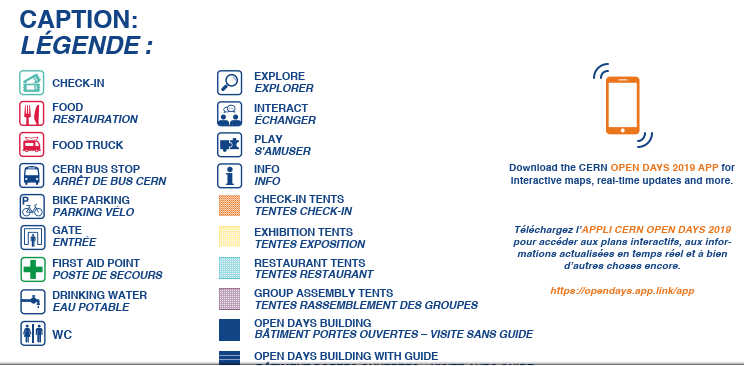 CAPTION:
LÉGENDE :
CHECK-IN
FOOD
RESTAURATION
FOOD TRUCK
CERN BUS STOP
ARRÊT DE BUS CERN
P
BIKE PARKING
PARKING VÉLO
GATE
ENTRÉE
FIRST AID POINT
POSTE DE SECOURS
DRINKING WATER
EAU POTABLE
WC
EXPLORE
EXPLORER
INTERACT
ÉCHANGER
PLAY
S'AMUSER
INFO
INFO
CHECK-IN TENTS
TENTES CHECK-IN
EXHIBITION TENTS
TENTES EXPOSITION
RESTAURANT TENTS
TENTES RESTAURANT
GROUP ASSEMBLY TENTS
TENTES RASSEMBLEMENT DES GROUPES
OPEN DAYS BUILDING
BÂTIMENT PORTES OUVERTES – VISITE SANS GUIDE
OPEN DAYS BUILDING WITH GUIDE
Download the CERN OPEN DAYS 2019 APP for
interactive maps, real-time updates and more.
Téléchargez l'APPLI CERN OPEN DAYS 2019
pour accéder aux plans interactifs, aux infor-
mations actualisées en temps réel et à bien
d'autres choses encore.
https://opendays.app.link/app